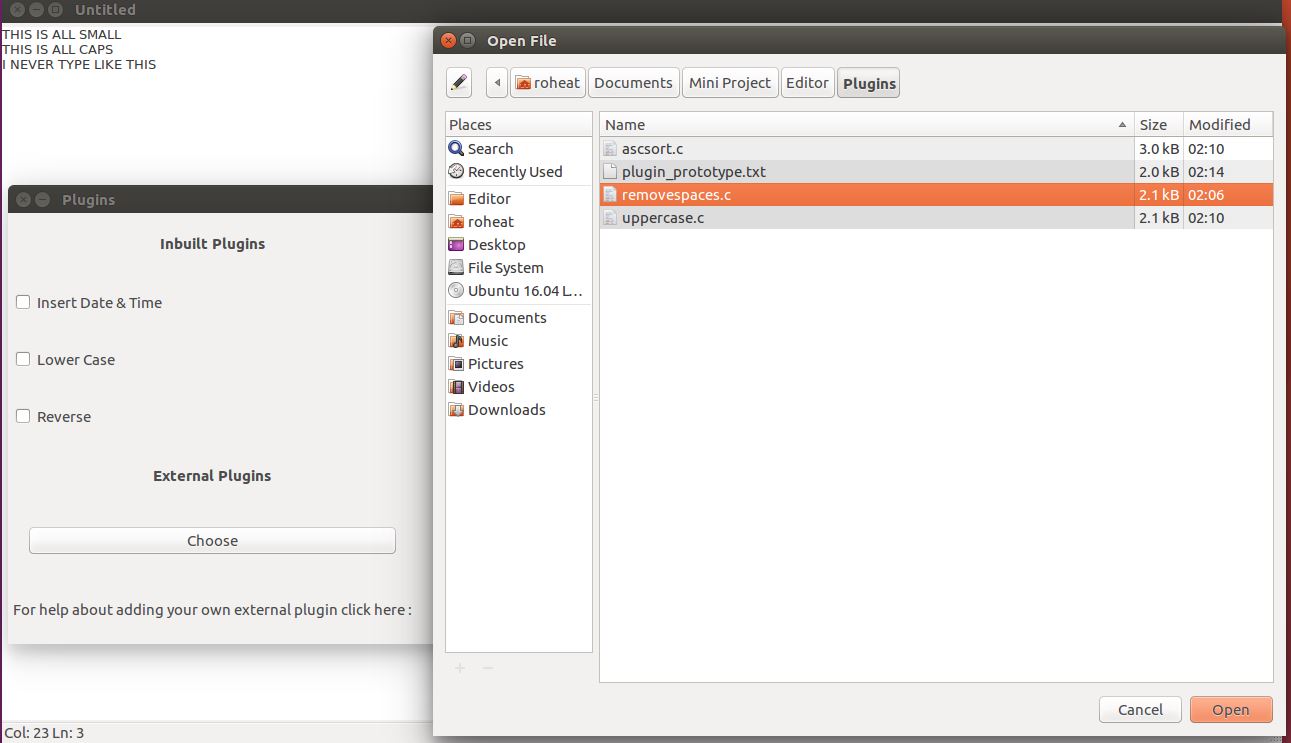 Untitled
THIS IS ALL SMALL
THIS IS ALL CAPS
I NEVER TYPE LIKE THIS
Plugins
Inbuilt Plugins
Insert Date & Time
Lower Case
Reverse
External Plugins
Choose
For help about adding your own external plugin click here :
Col: 23 Ln: 3
Open File
roheat Documents Mini Project Editor Plugins
Places
Search
Recently Used
Editor
roheat
Desktop
File System
Ubuntu 16.04 L...
Documents
Music
Pictures
Videos
Downloads
Name Size Modified
ascsort.c 3.0 kB 02:10
plugin_prototype.txt 2.0 kB 02:14
removespaces.c 2.1 kB 02:06
uppercase.c 2.1 kB 02:10
Cancel Open